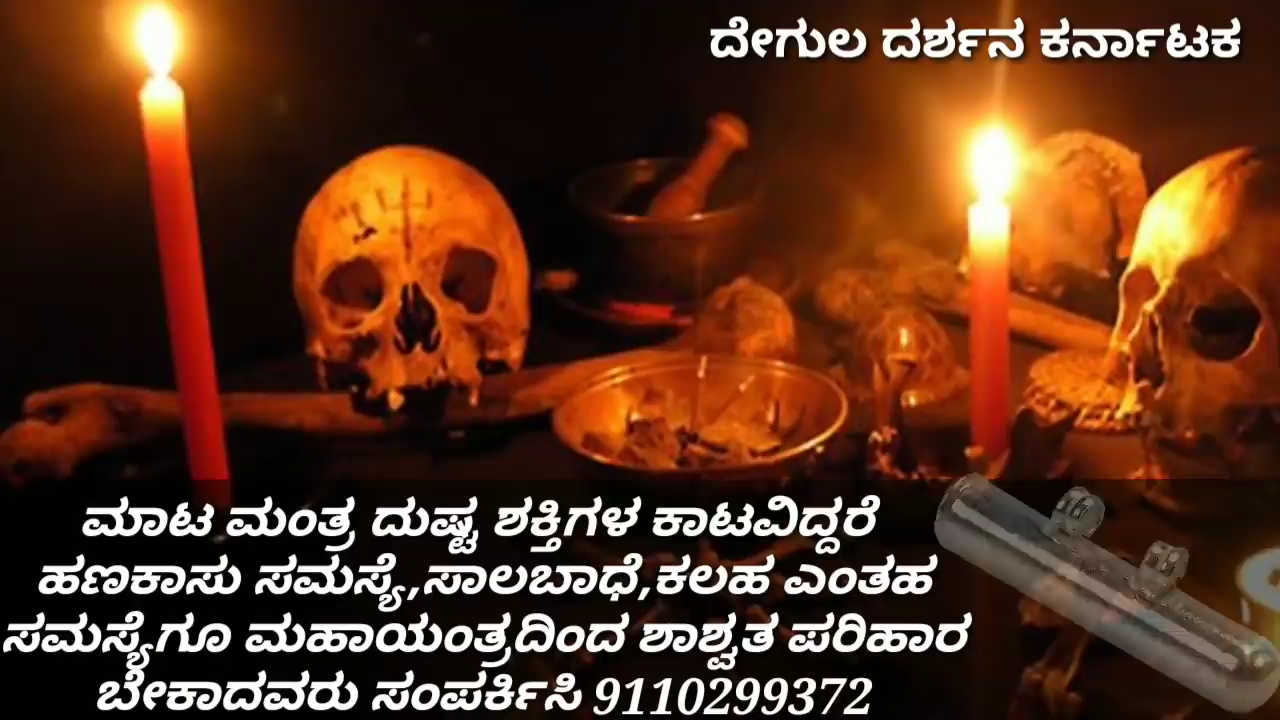 ದೇಗುಲ ದರ್ಶನ ಕರ್ನಾಟಕ
ಮಾಟ ಮಂತ್ರ ದುಷ್ಟ ಶಕ್ತಿಗಳ ಕಾಟವಿದ್ದರೆ
ಹಣಕಾಸು ಸಮಸ್ಯೆ,ಸಾಲಬಾಧೆ,ಕಲಹ ಎಂತಹ
ಸಮಸ್ಯೆಗೂ ಮಹಾಯಂತ್ರದಿಂದ ಶಾಶ್ವತ ಪರಿಹಾರ
ಬೇಕಾದವರು ಸಂಪರ್ಕಿಸಿ 9110299372